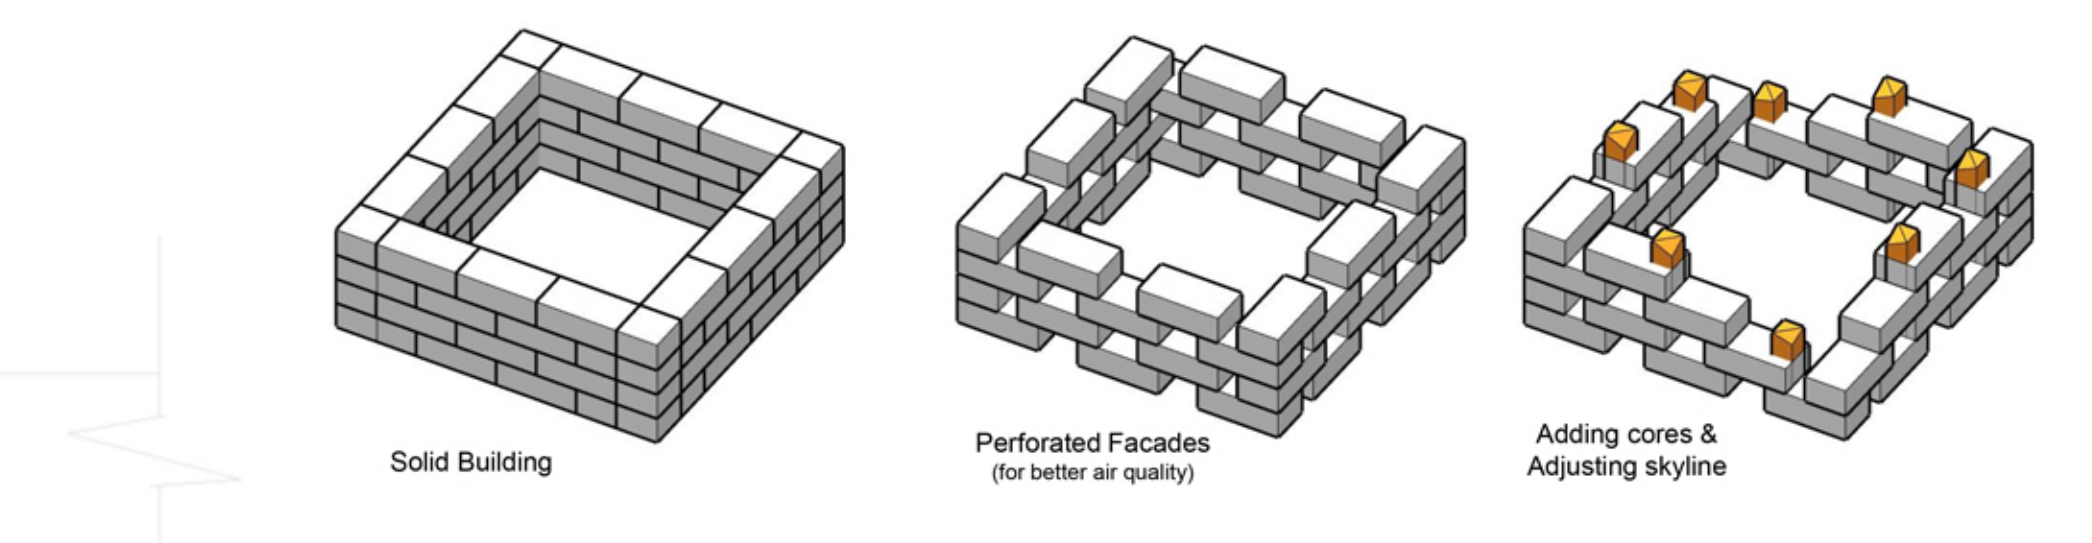 Solid Building
Perforated Facades
(for better air quality)
Adding cores &
Adjusting skyline